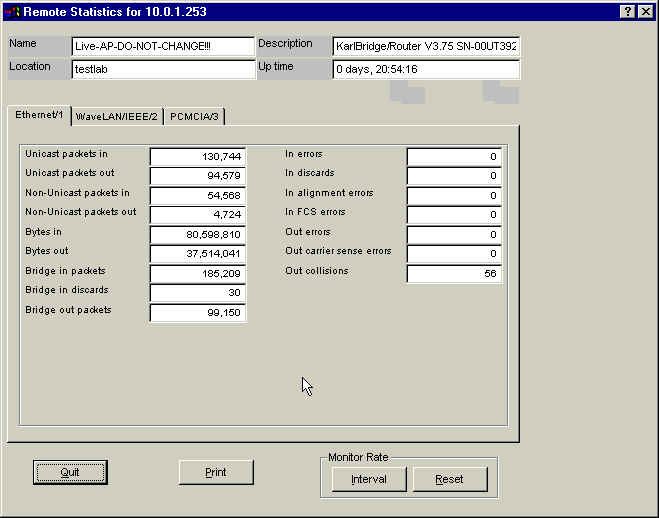 Remote Statistics for 10.0.1.253
Name Live-AP-DO-NOT-CHANGE!!! Description KarlBridge/Router V3.75 SN-00UT392
Location testlab Up time 0 days, 20:54:16
Ethernet/1 WaveLAN/IEEE/2 PCMCIA/3
Unicast packets in 130,744 In errors 0
Unicast packets out 94,579 In discards 0
Non-Unicast packets in 54,568 In alignment errors 0
Non-Unicast packets out 4,724 In FCS errors 0
Bytes in 80,598,810 Out errors 0
Bytes out 37,514,041 Out carrier sense errors 0
Bridge in packets 185,209 Out collisions 56
Bridge in discards 30
Bridge out packets 99,150
Monitor Rate
Quit Print Interval Reset